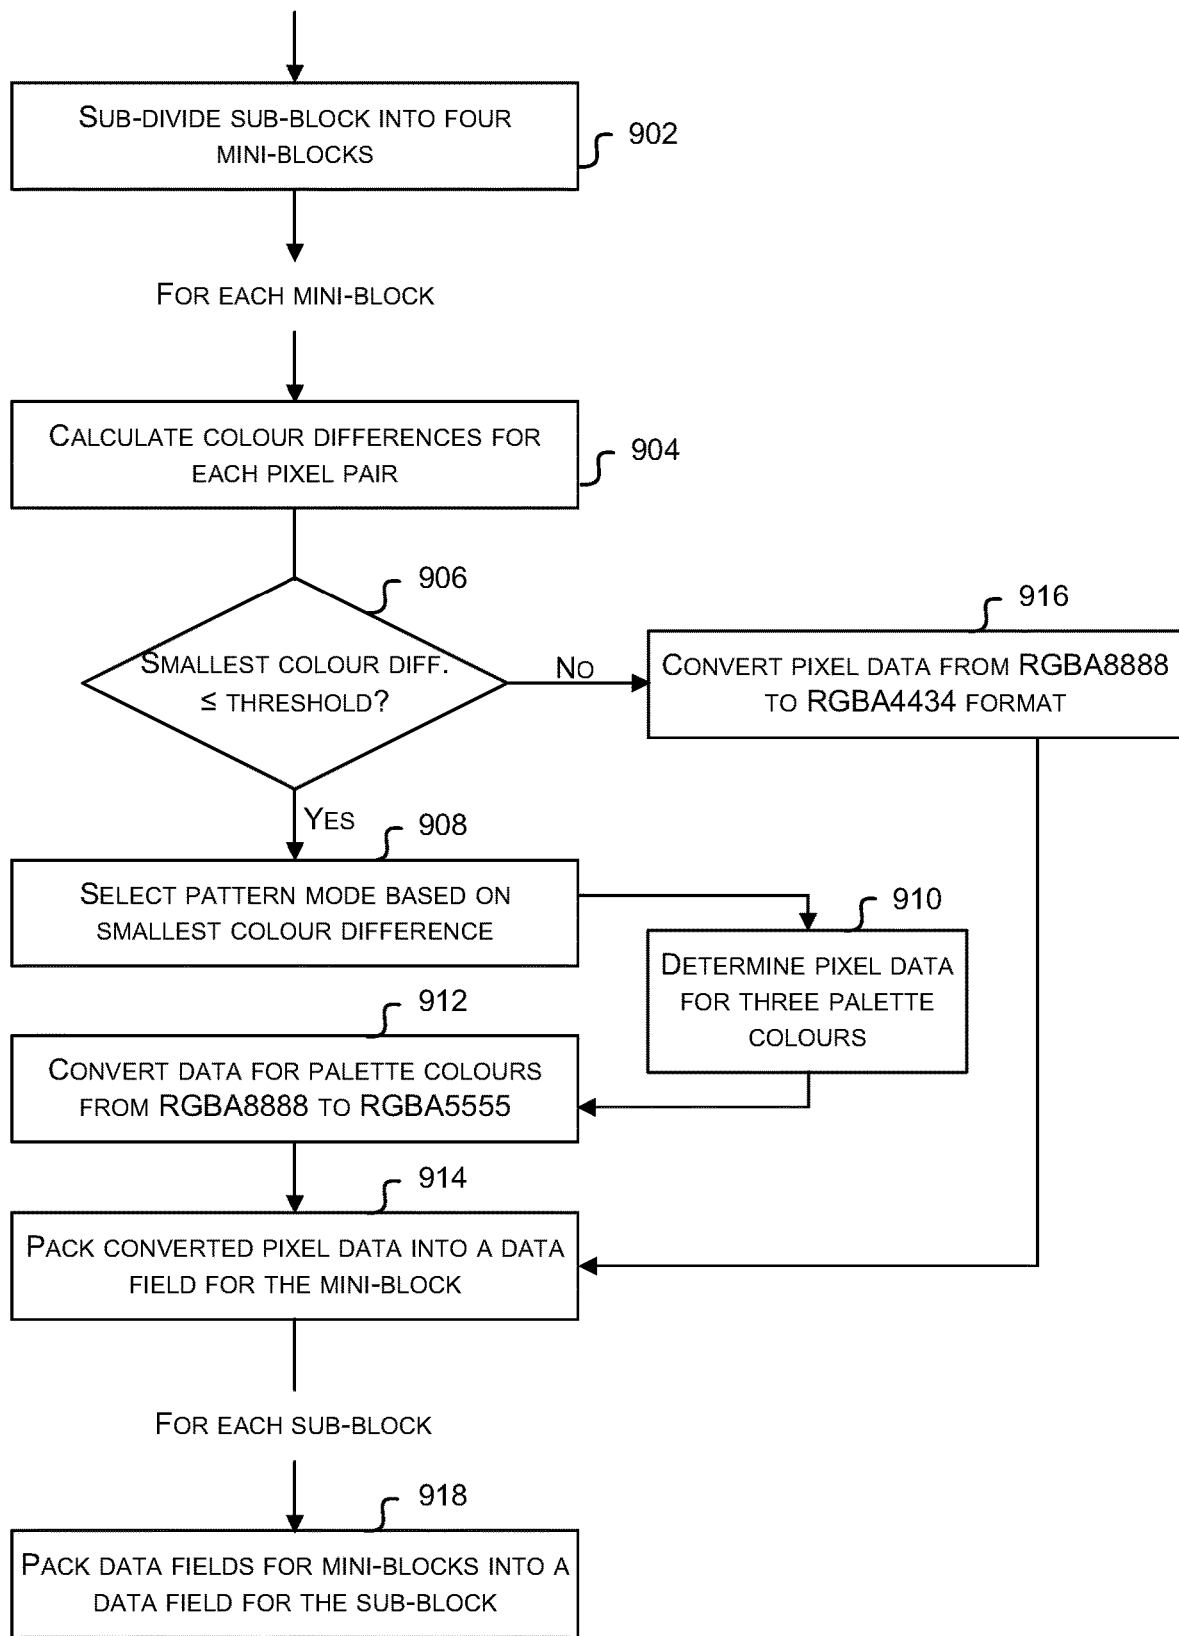 SUB-DIVIDE SUB-BLOCK INTO FOUR
MINI-BLOCKS
902
FOR EACH MINI-BLOCK
CALCULATE COLOUR DIFFERENCES FOR
EACH PIXEL PAIR
904
906
SMALLEST COLOUR DIFF.
≤ THRESHOLD?
NO
916
CONVERT PIXEL DATA FROM RGBA8888
TO RGBA4434 FORMAT
YES
908
SELECT PATTERN MODE BASED ON
SMALLEST COLOUR DIFFERENCE
910
DETERMINE PIXEL DATA
FOR THREE PALETTE
COLOURS
912
CONVERT DATA FOR PALETTE COLOURS
FROM RGBA8888 TO RGBA5555
914
PACK CONVERTED PIXEL DATA INTO A DATA
FIELD FOR THE MINI-BLOCK
FOR EACH SUB-BLOCK
918
PACK DATA FIELDS FOR MINI-BLOCKS INTO A
DATA FIELD FOR THE SUB-BLOCK